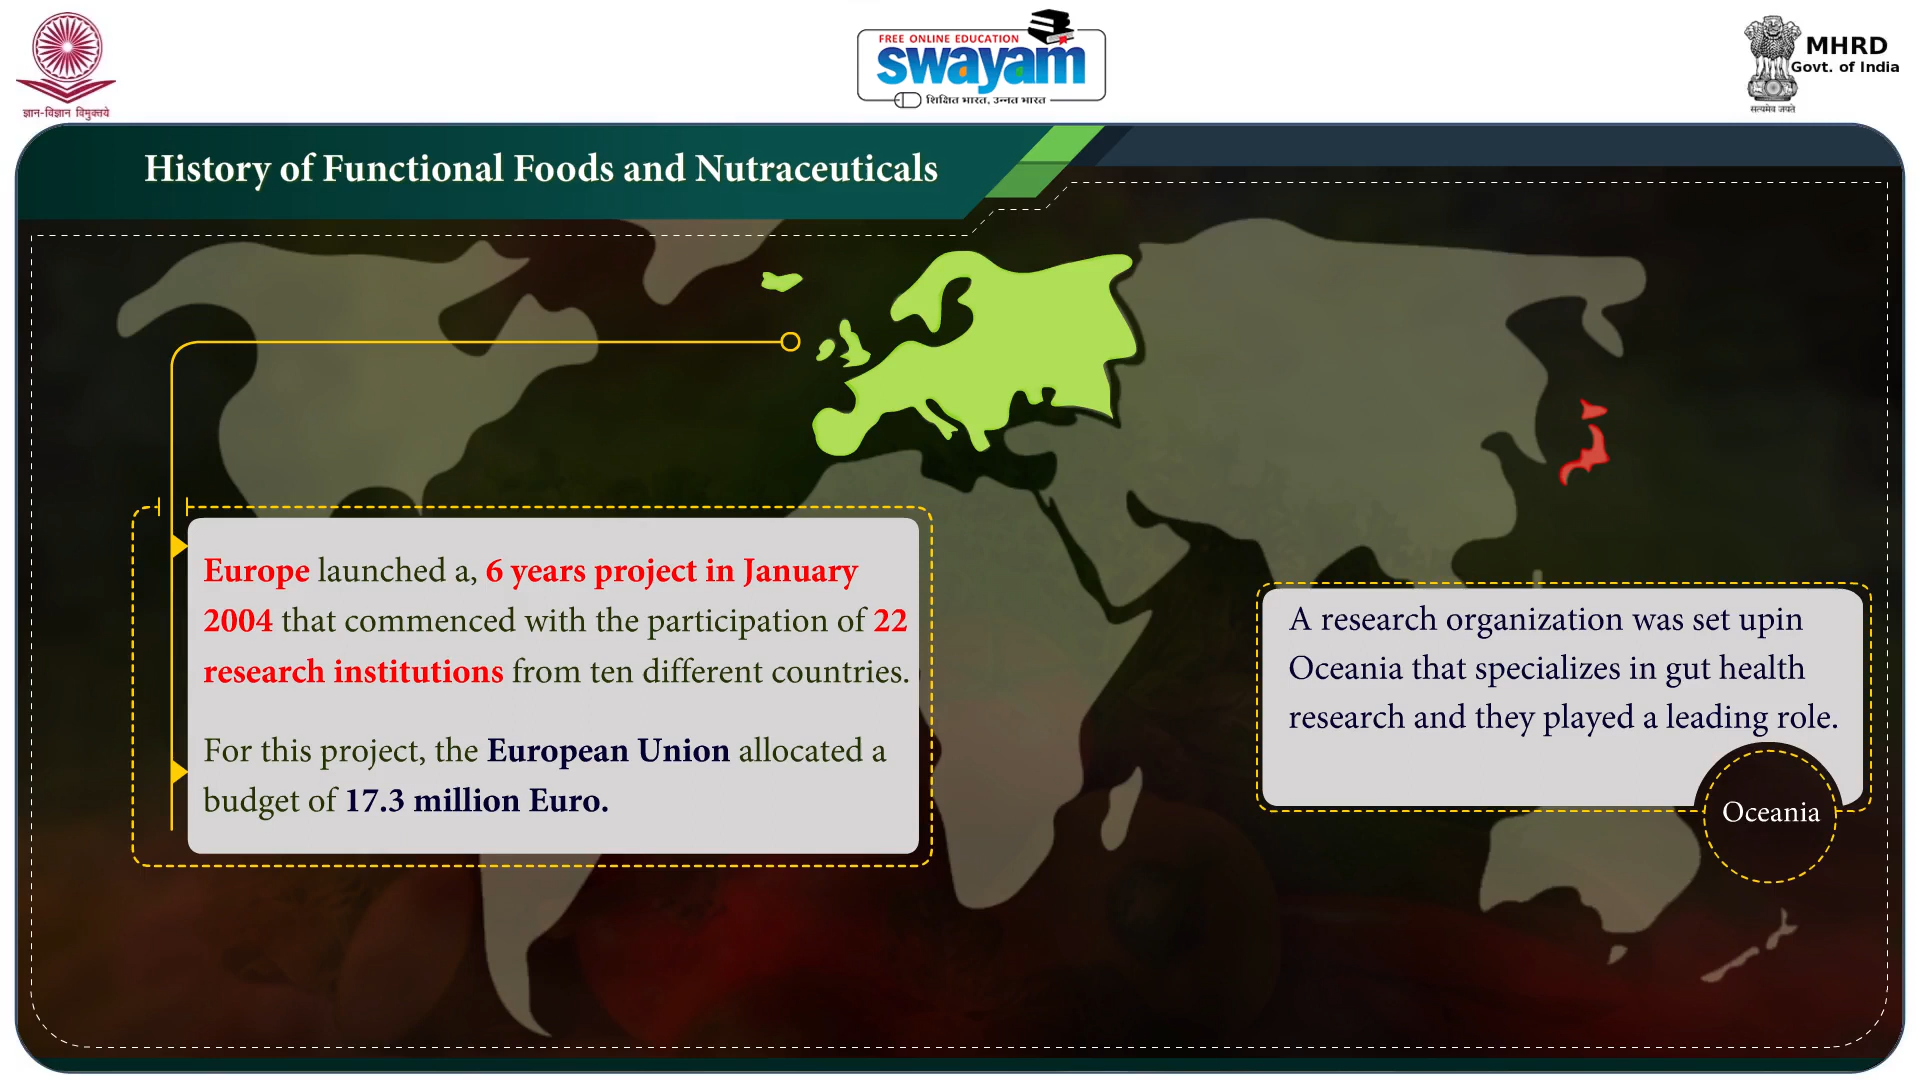 ज्ञान-विज्ञान विमुक्तये
FREE ONLINE EDUCATION
swayam
शिक्षित भारत, उन्नत भारत
MHRD
Govt. of India
सत्यमेव जयते
History of Functional Foods and Nutraceuticals
Europe launched a, 6 years project in January
2004 that commenced with the participation of 22
research institutions from ten different countries.
For this project, the European Union allocated a
budget of 17.3 million Euro.
A research organization was set upin
Oceania that specializes in gut health
research and they played a leading role.
Oceania